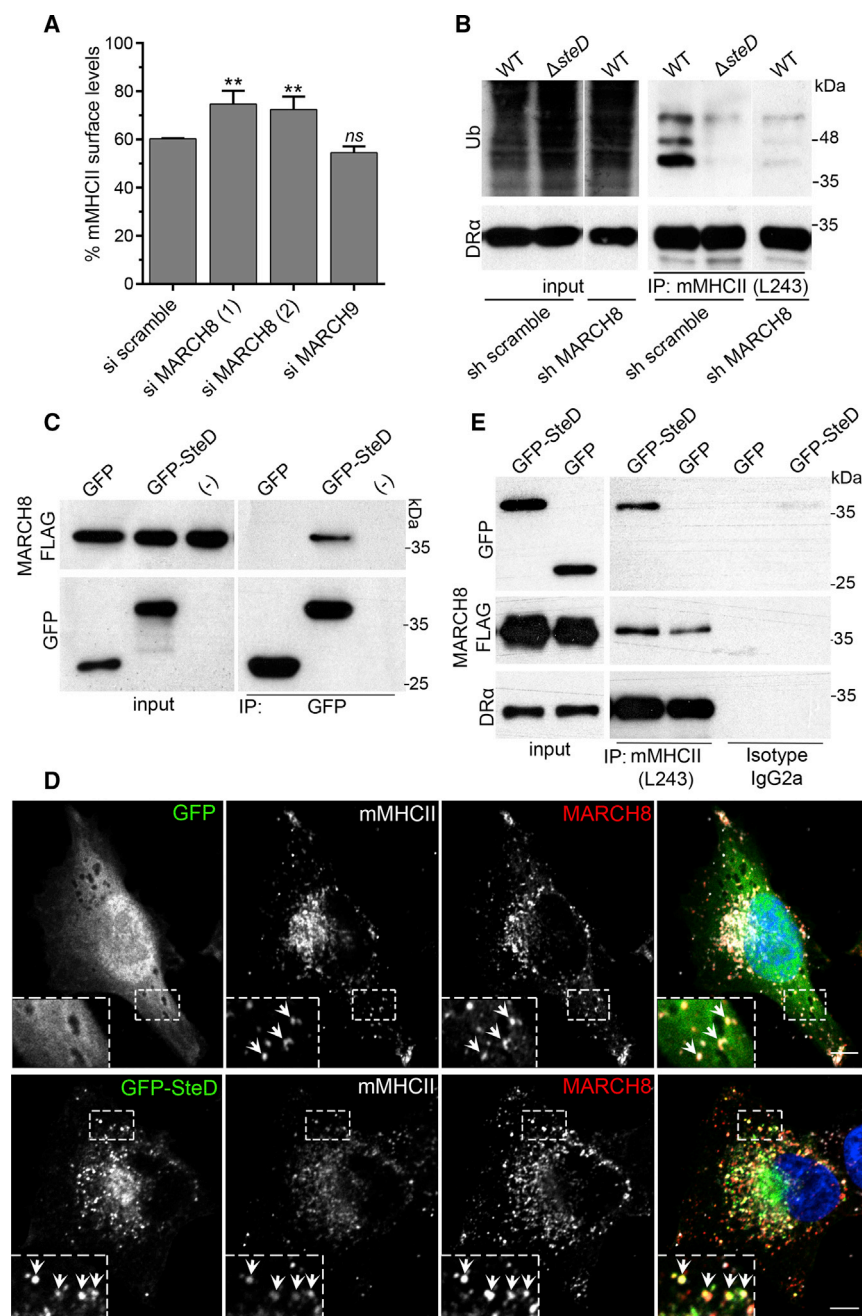 A
100
80
60
40
20
0
% mMHCII surface levels
**
**
ns
si scramble
si MARCH8 (1)
si MARCH8 (2)
si MARCH9
B
WT
ΔsteD
WT
WT
ΔsteD
WT
kDa
Ub
-48
-35
DRα
-35
input
IP: mMHCII (L243)
sh scramble
sh MARCH8
sh scramble
sh MARCH8
C
GFP
GFP-SteD
(-)
GFP
GFP-SteD
(-)
kDa
MARCH8
FLAG
-35
GFP
-35
-25
input
IP: GFP
E
GFP-SteD
GFP
GFP-SteD
GFP
GFP
GFP-SteD
kDa
GFP
-35
-25
MARCH8
FLAG
-35
DRα
-35
input
IP: mMHCII
(L243)
Isotype
IgG2a
D
GFP
mMHCII
MARCH8
GFP-SteD
mMHCII
MARCH8